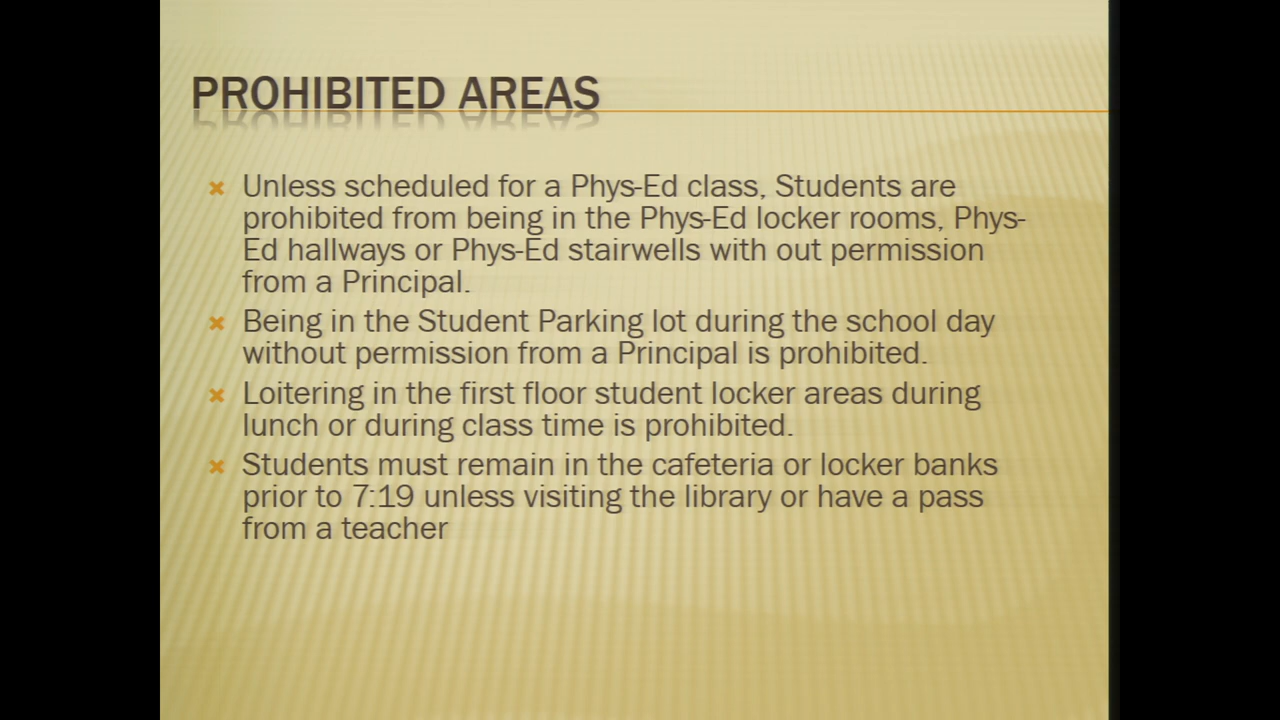 PROHIBITED AREAS
Unless scheduled for a Phys-Ed class, Students are
prohibited from being in the Phys-Ed locker rooms, Phys-
Ed hallways or Phys-Ed stairwells with out permission
from a Principal.
Being in the Student Parking lot during the school day
without permission from a Principal is prohibited.
Loitering in the first floor student locker areas during
lunch or during class time is prohibited.
Students must remain in the cafeteria or locker banks
prior to 7:19 unless visiting the library or have a pass
from a teacher